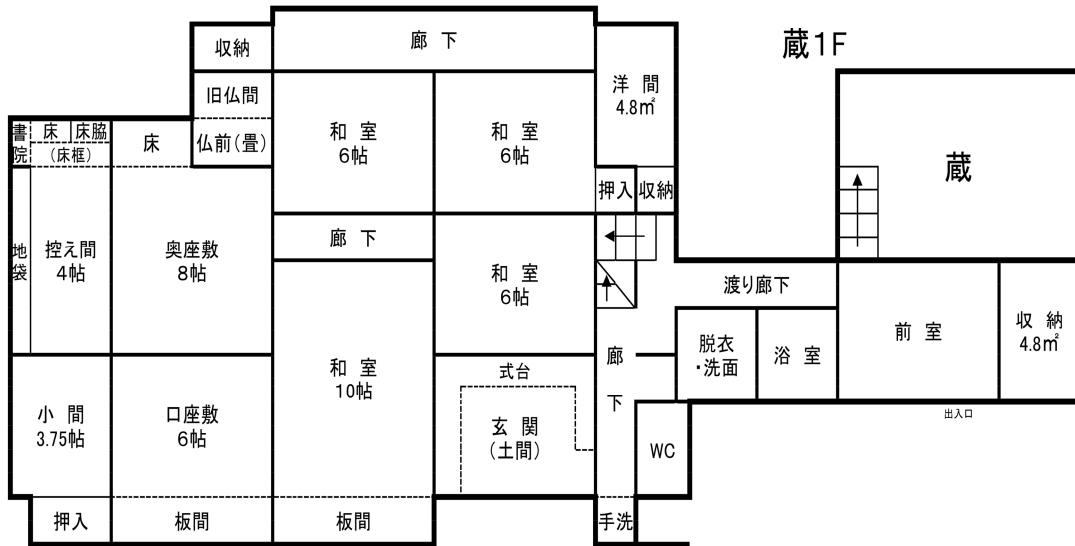 廊 下
収納
蔵1F
洋 間
4.8㎡
旧仏間
仏前(畳)
和 室
6帖
和 室
6帖
書院
床
床脇
(床框)
床
押入
収納
蔵
地袋
控え間
4帖
奥座敷
8帖
廊 下
和 室
6帖
渡り廊下
前 室
収 納
4.8㎡
脱衣
・洗面
浴 室
廊
下
和 室
10帖
式台
玄 関
(土間)
小 間
3.75帖
口座敷
6帖
WC
出入口
押入
板間
板間
手洗